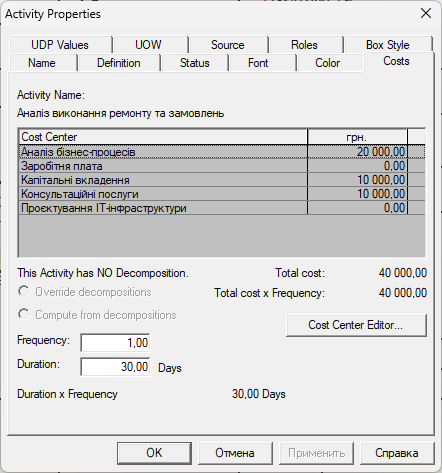 Activity Properties
UDP Values UOW Source Roles Box Style
Name Definition Status Font Color Costs
Activity Name:
Аналіз виконання ремонту та замовлень
Cost Center грн.
Аналіз бізнес-процесів 20 000,00
Заробітня плата 0,00
Капітальні вкладення 10 000,00
Консультаційні послуги 10 000,00
Проєктування ІТ-інфраструктури 0,00
This Activity has NO Decomposition. Total cost: 40 000,00
Override decompositions Total cost x Frequency: 40 000,00
Compute from decompositions
Cost Center Editor...
Frequency: 1,00
Duration: 30,00 Days
Duration x Frequency 30,00 Days
OK Отмена Применить Справка